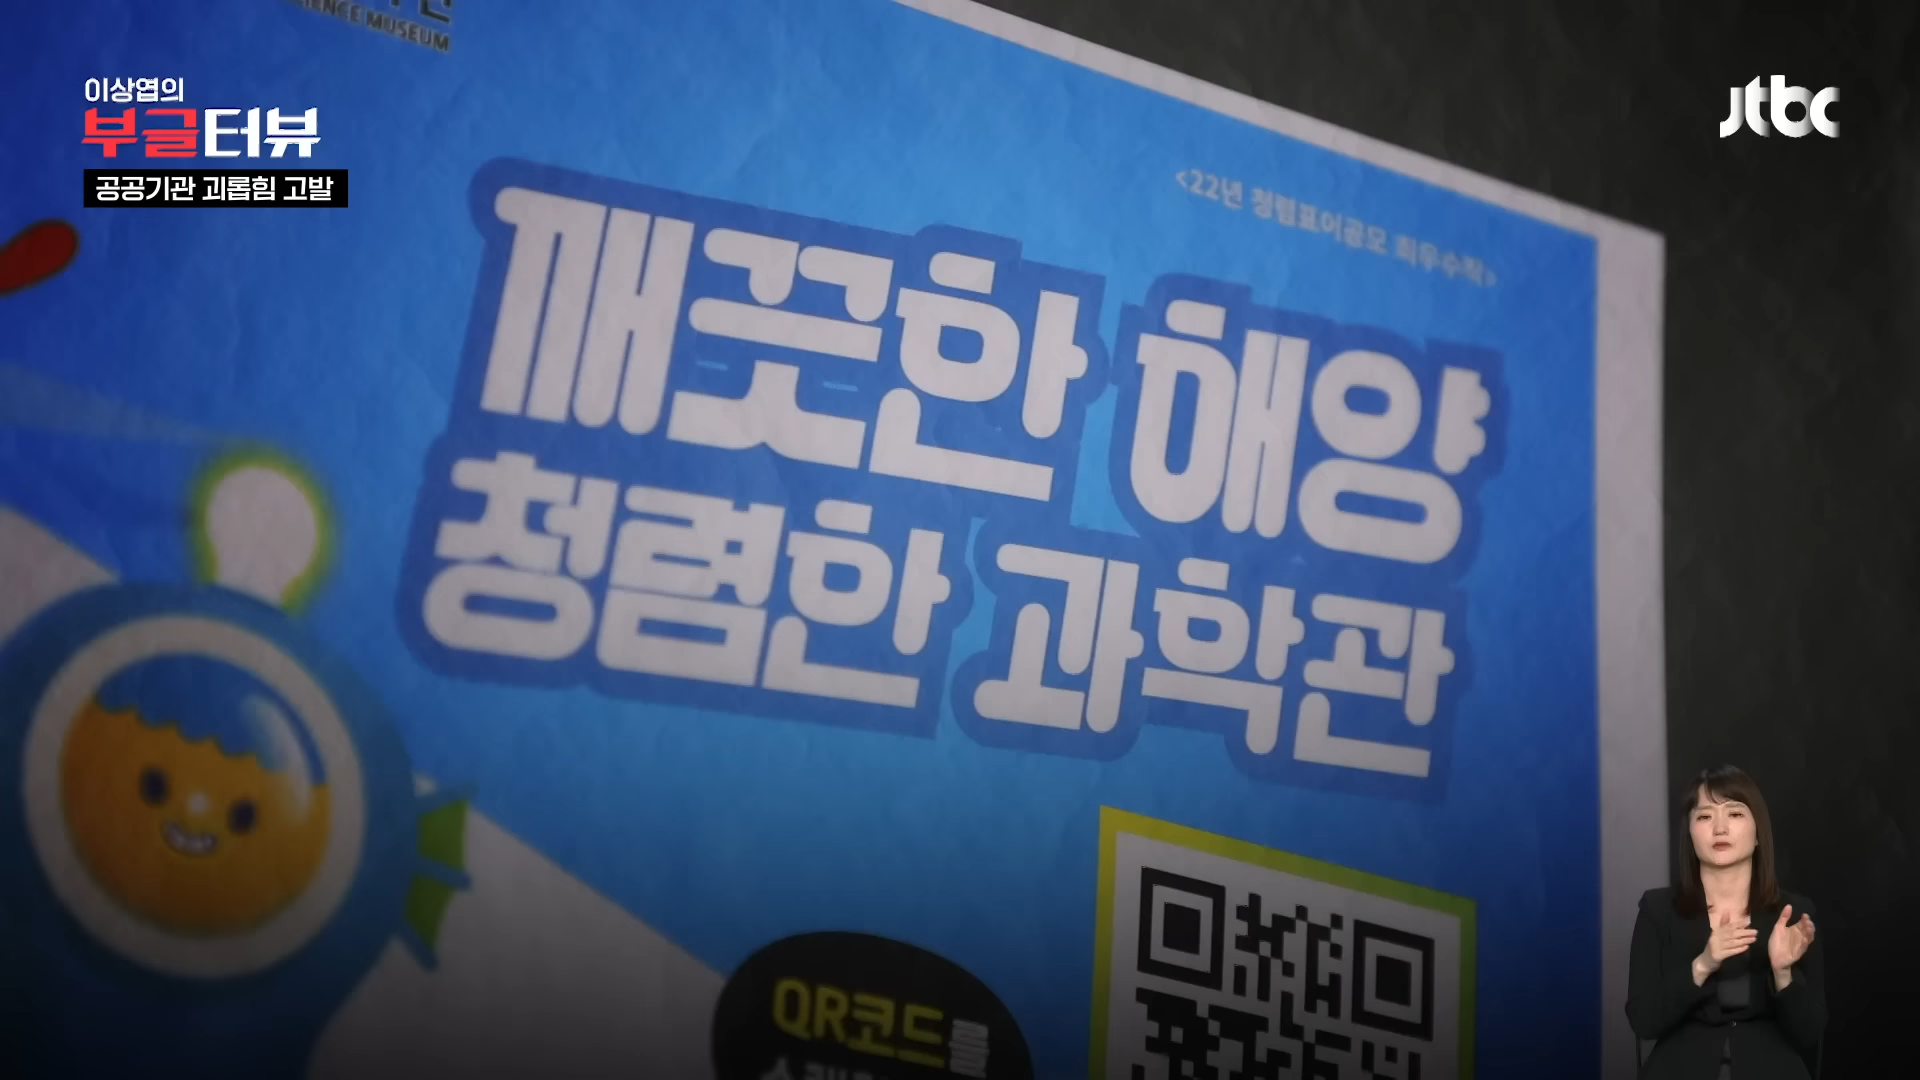 SCIENCE MUSEUM
이상엽의
부글터뷰
공공기관 괴롭힘 고발
jtbc
<22년 청렴표어공모 최우수작>
깨끗한 해양
청렴한 과학관
QR코드를